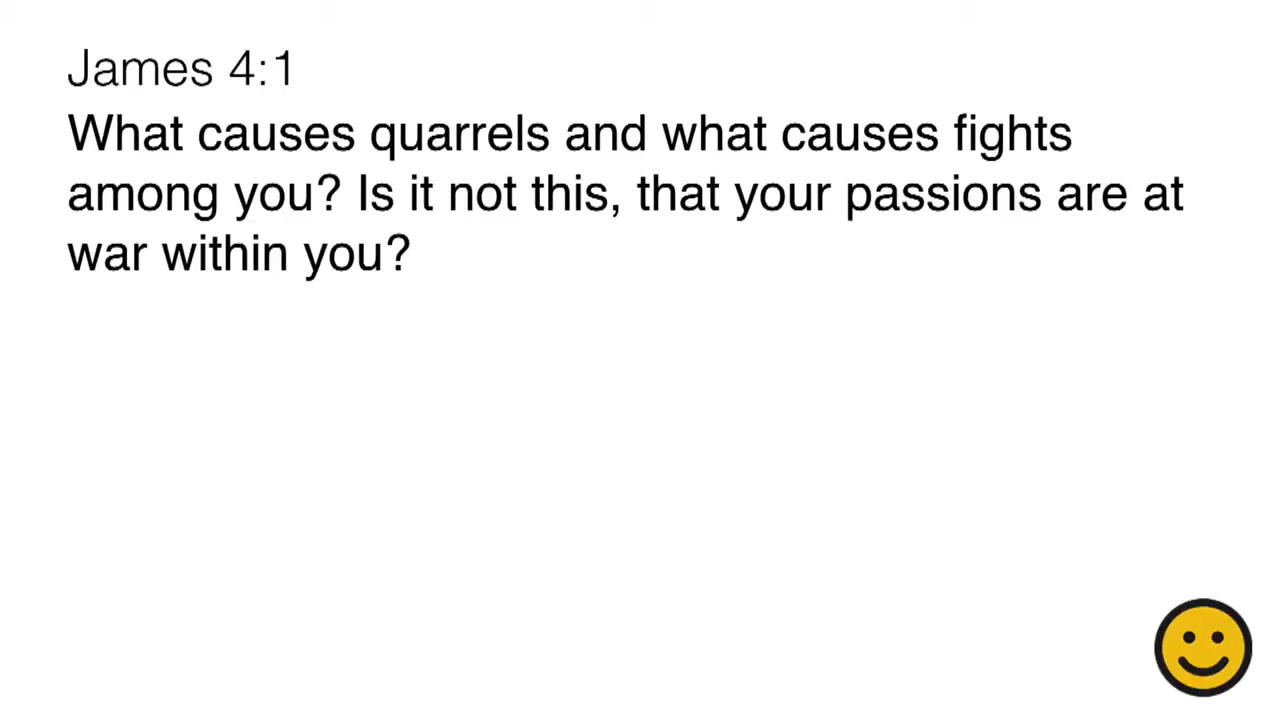 James 4:1
What causes quarrels and what causes fights
among you? Is it not this, that your passions are at
war within you?